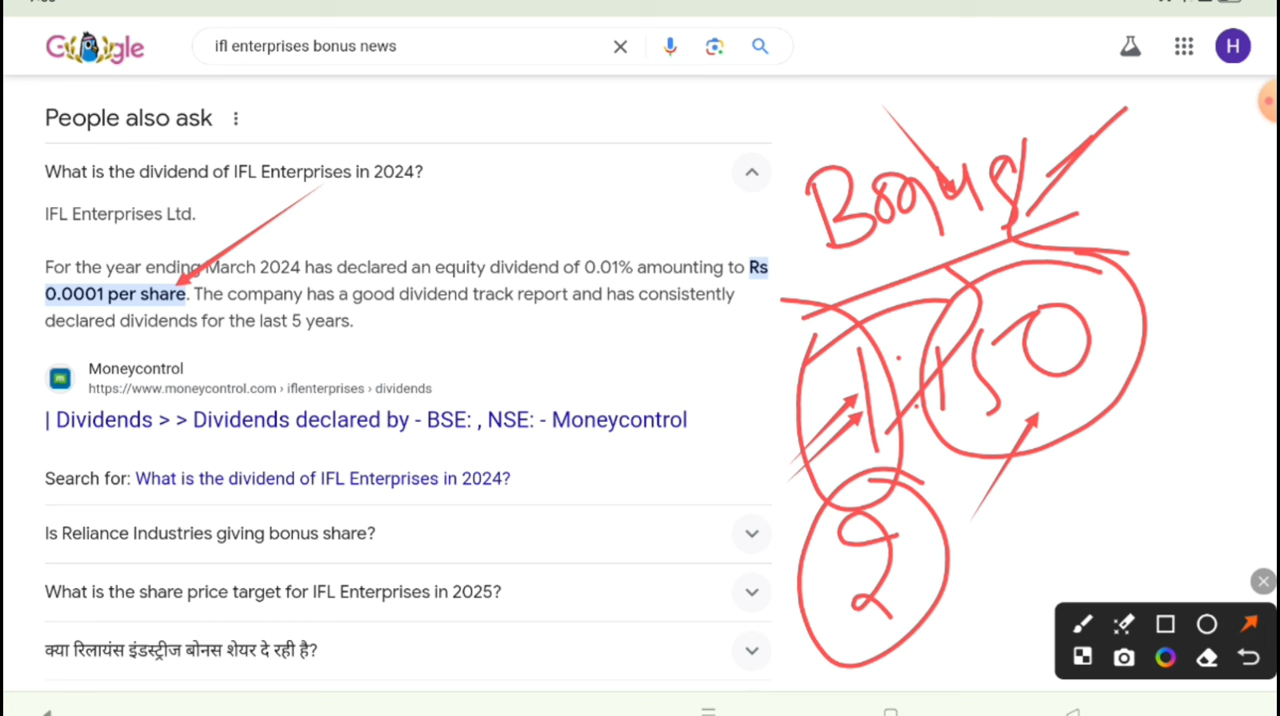 Google
ifl enterprises bonus news
H
People also ask
What is the dividend of IFL Enterprises in 2024?
IFL Enterprises Ltd.
For the year ending March 2024 has declared an equity dividend of 0.01% amounting to Rs
0.0001 per share. The company has a good dividend track report and has consistently
declared dividends for the last 5 years.
Moneycontrol
https://www.moneycontrol.com › iflenterprises › dividends
| Dividends > > Dividends declared by - BSE: , NSE: - Moneycontrol
Search for: What is the dividend of IFL Enterprises in 2024?
Is Reliance Industries giving bonus share?
What is the share price target for IFL Enterprises in 2025?
क्या रिलायंस इंडस्ट्रीज बोनस शेयर दे रही है?
Bonus